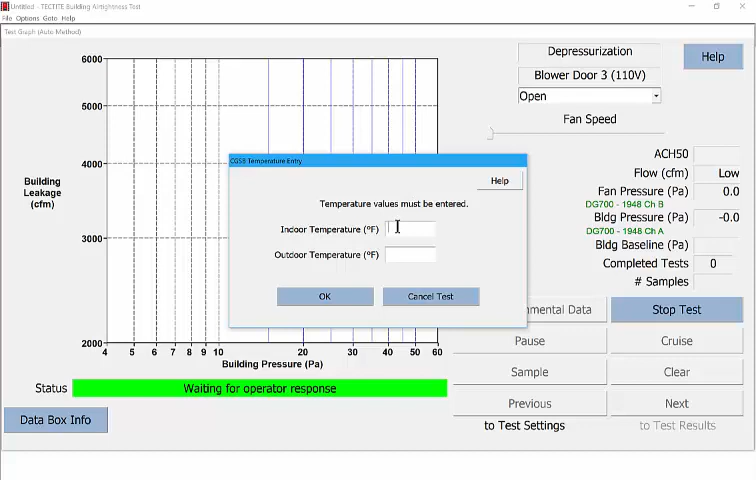 Untitled - TECTITE Building Airtightness Test
File Options Goto Help
Test Graph (Auto Method)
6000
5000
4000
3000
2000
Building
Leakage
(cfm)
4 5 6 7 8 9 10 20 30 40 50 60
Building Pressure (Pa)
CGSB Temperature Entry
Help
Temperature values must be entered.
Indoor Temperature (°F)
Outdoor Temperature (°F)
OK
Cancel Test
Status
Waiting for operator response
Data Box Info
Depressurization
Help
Blower Door 3 (110V)
Open
Fan Speed
ACH50
Flow (cfm) Low
Fan Pressure (Pa) 0.0
DG700 - 1948 Ch B
Bldg Pressure (Pa) -0.0
DG700 - 1948 Ch A
Bldg Baseline (Pa)
Completed Tests 0
# Samples
nmental Data
Stop Test
Pause
Cruise
Sample
Clear
Previous
Next
to Test Settings
to Test Results